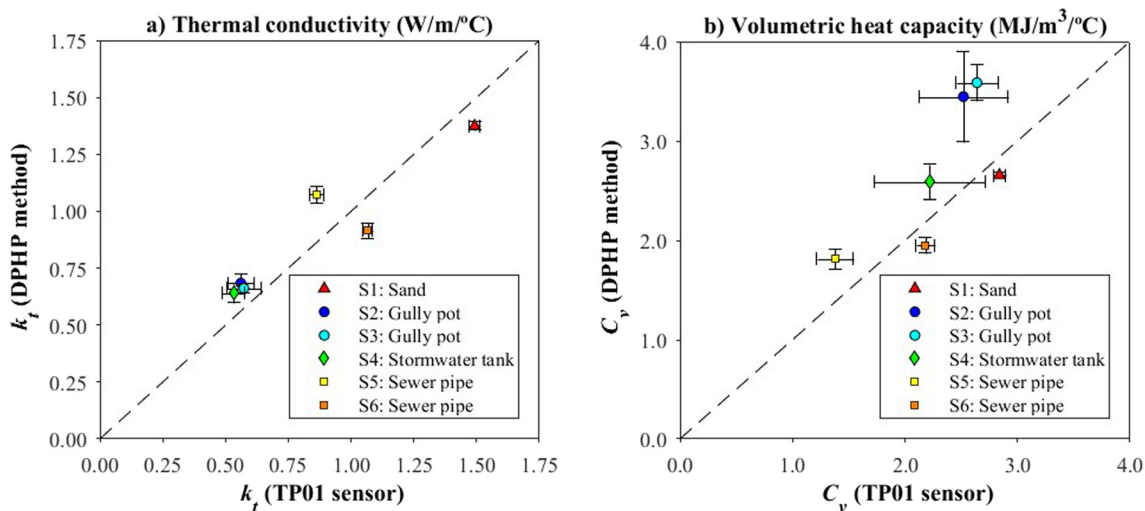 a) Thermal conductivity (W/m/ºC)
1.75
1.50
1.25
1.00
0.75
0.50
0.25
0.00
k_t (DPHP method)
S1: Sand
S2: Gully pot
S3: Gully pot
S4: Stormwater tank
S5: Sewer pipe
S6: Sewer pipe
0.00 0.25 0.50 0.75 1.00 1.25 1.50 1.75
k_t (TP01 sensor)
b) Volumetric heat capacity (MJ/m³/ºC)
4.0
3.0
2.0
1.0
0.0
C_v (DPHP method)
S1: Sand
S2: Gully pot
S3: Gully pot
S4: Stormwater tank
S5: Sewer pipe
S6: Sewer pipe
0.0 1.0 2.0 3.0 4.0
C_v (TP01 sensor)